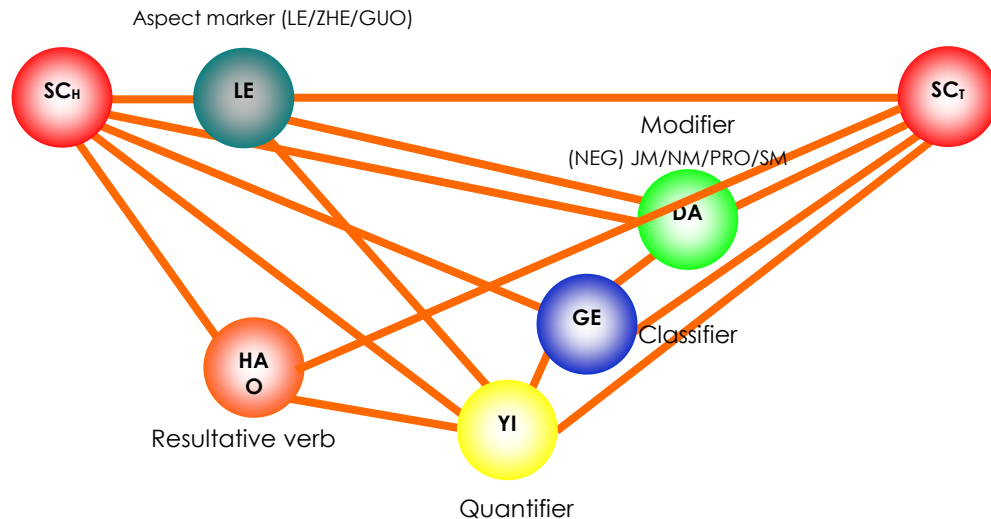 Aspect marker (LE/ZHE/GUO)
SCH
LE
SCT
Modifier
(NEG) JM/NM/PRO/SM
DA
GE
Classifier
HA
O
YI
Resultative verb
Quantifier